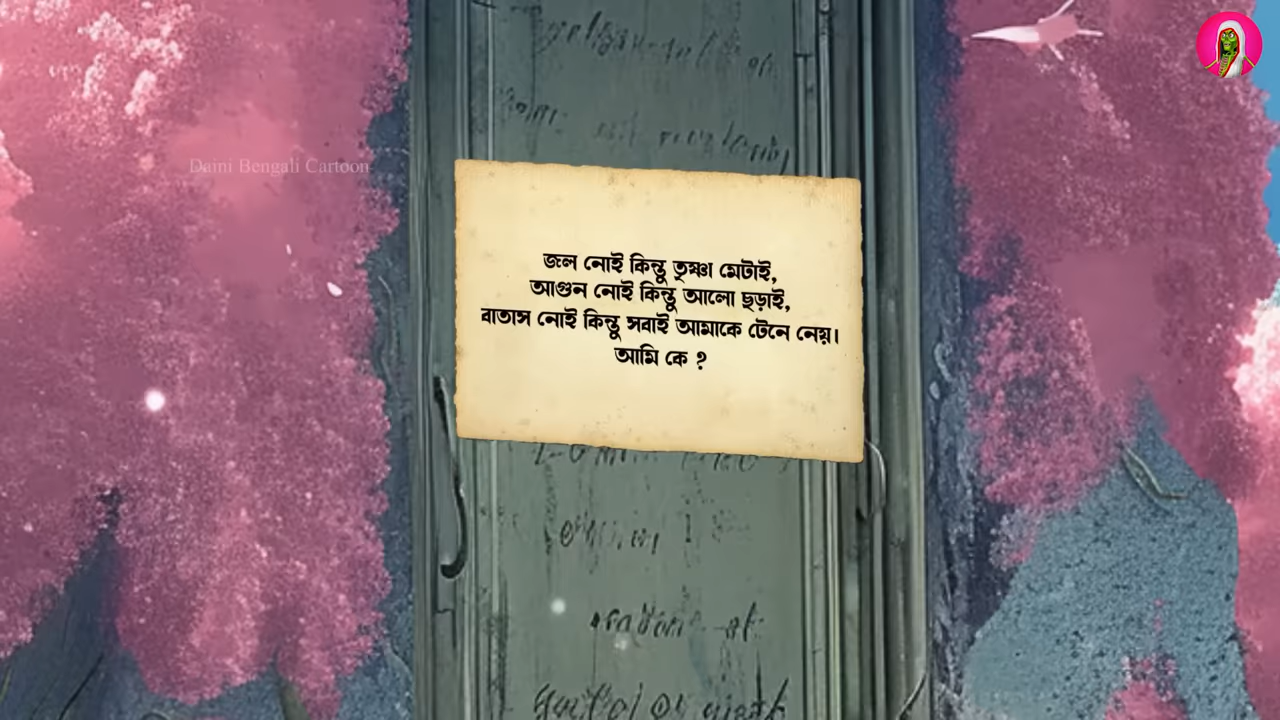 Daini Bengali Cartoon
জল নোই কিন্তু তৃষ্ণা মেটাই,
আগুন নোই কিন্তু আলো ছড়াই,
বাতাস নোই কিন্তু সবাই আমাকে টেনে নেয়।
আমি কে ?